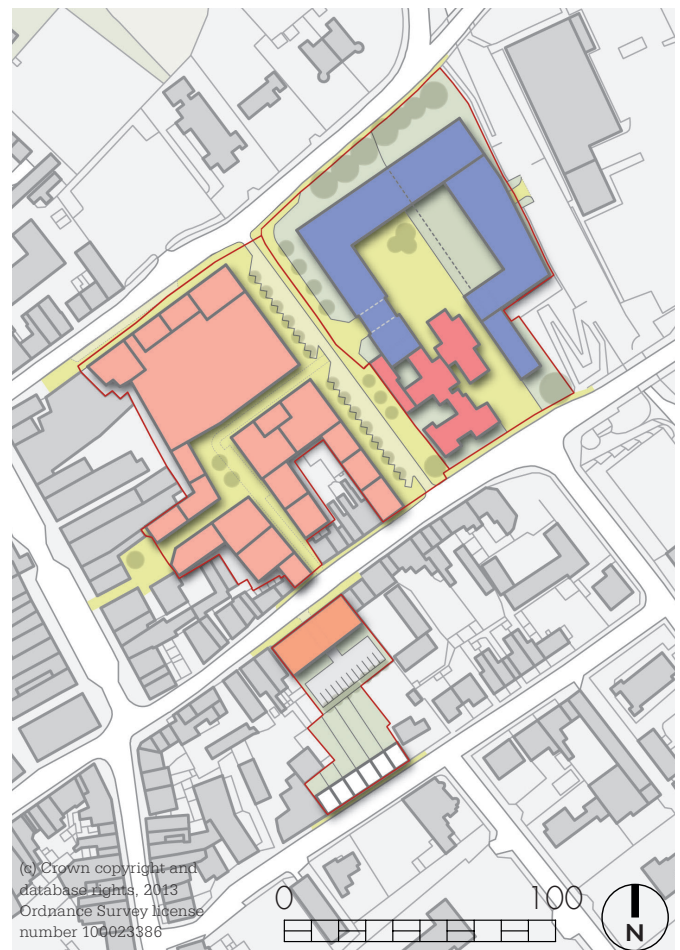 (c) Crown copyright and
database rights, 2013
Ordnance Survey license
number 100023386
0
100
N